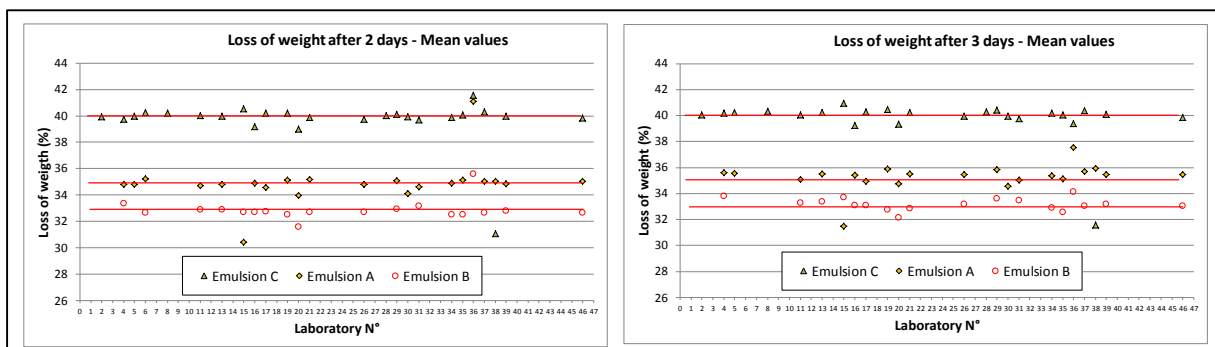 Loss of weight after 2 days - Mean values
Loss of weigth (%)
44
42
40
38
36
34
32
30
28
26
Emulsion C Emulsion A Emulsion B
0 1 2 3 4 5 6 7 8 9 10 11 12 13 14 15 16 17 18 19 20 21 22 23 24 25 26 27 28 29 30 31 32 33 34 35 36 37 38 39 40 41 42 43 44 45 46 47
Laboratory N°
Loss of weight after 3 days - Mean values
Loss of weight (%)
44
42
40
38
36
34
32
30
28
26
Emulsion C Emulsion A Emulsion B
0 1 2 3 4 5 6 7 8 9 10 11 12 13 14 15 16 17 18 19 20 21 22 23 24 25 26 27 28 29 30 31 32 33 34 35 36 37 38 39 40 41 42 43 44 45 46 47
Laboratory N°